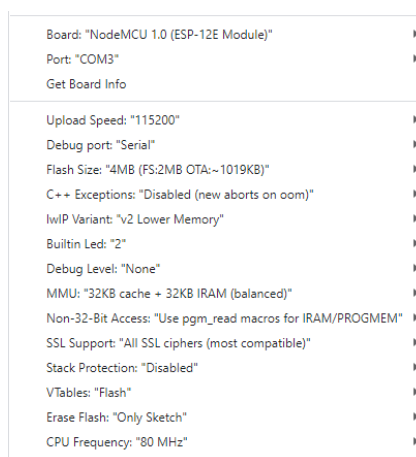 Board: "NodeMCU 1.0 (ESP-12E Module)"
Port: "COM3"
Get Board Info
Upload Speed: "115200"
Debug port: "Serial"
Flash Size: "4MB (FS:2MB OTA:~1019KB)"
C++ Exceptions: "Disabled (new aborts on oom)"
lwIP Variant: "v2 Lower Memory"
Builtin Led: "2"
Debug Level: "None"
MMU: "32KB cache + 32KB IRAM (balanced)"
Non-32-Bit Access: "Use pgm_read macros for IRAM/PROGMEM"
SSL Support: "All SSL ciphers (most compatible)"
Stack Protection: "Disabled"
VTables: "Flash"
Erase Flash: "Only Sketch"
CPU Frequency: "80 MHz"